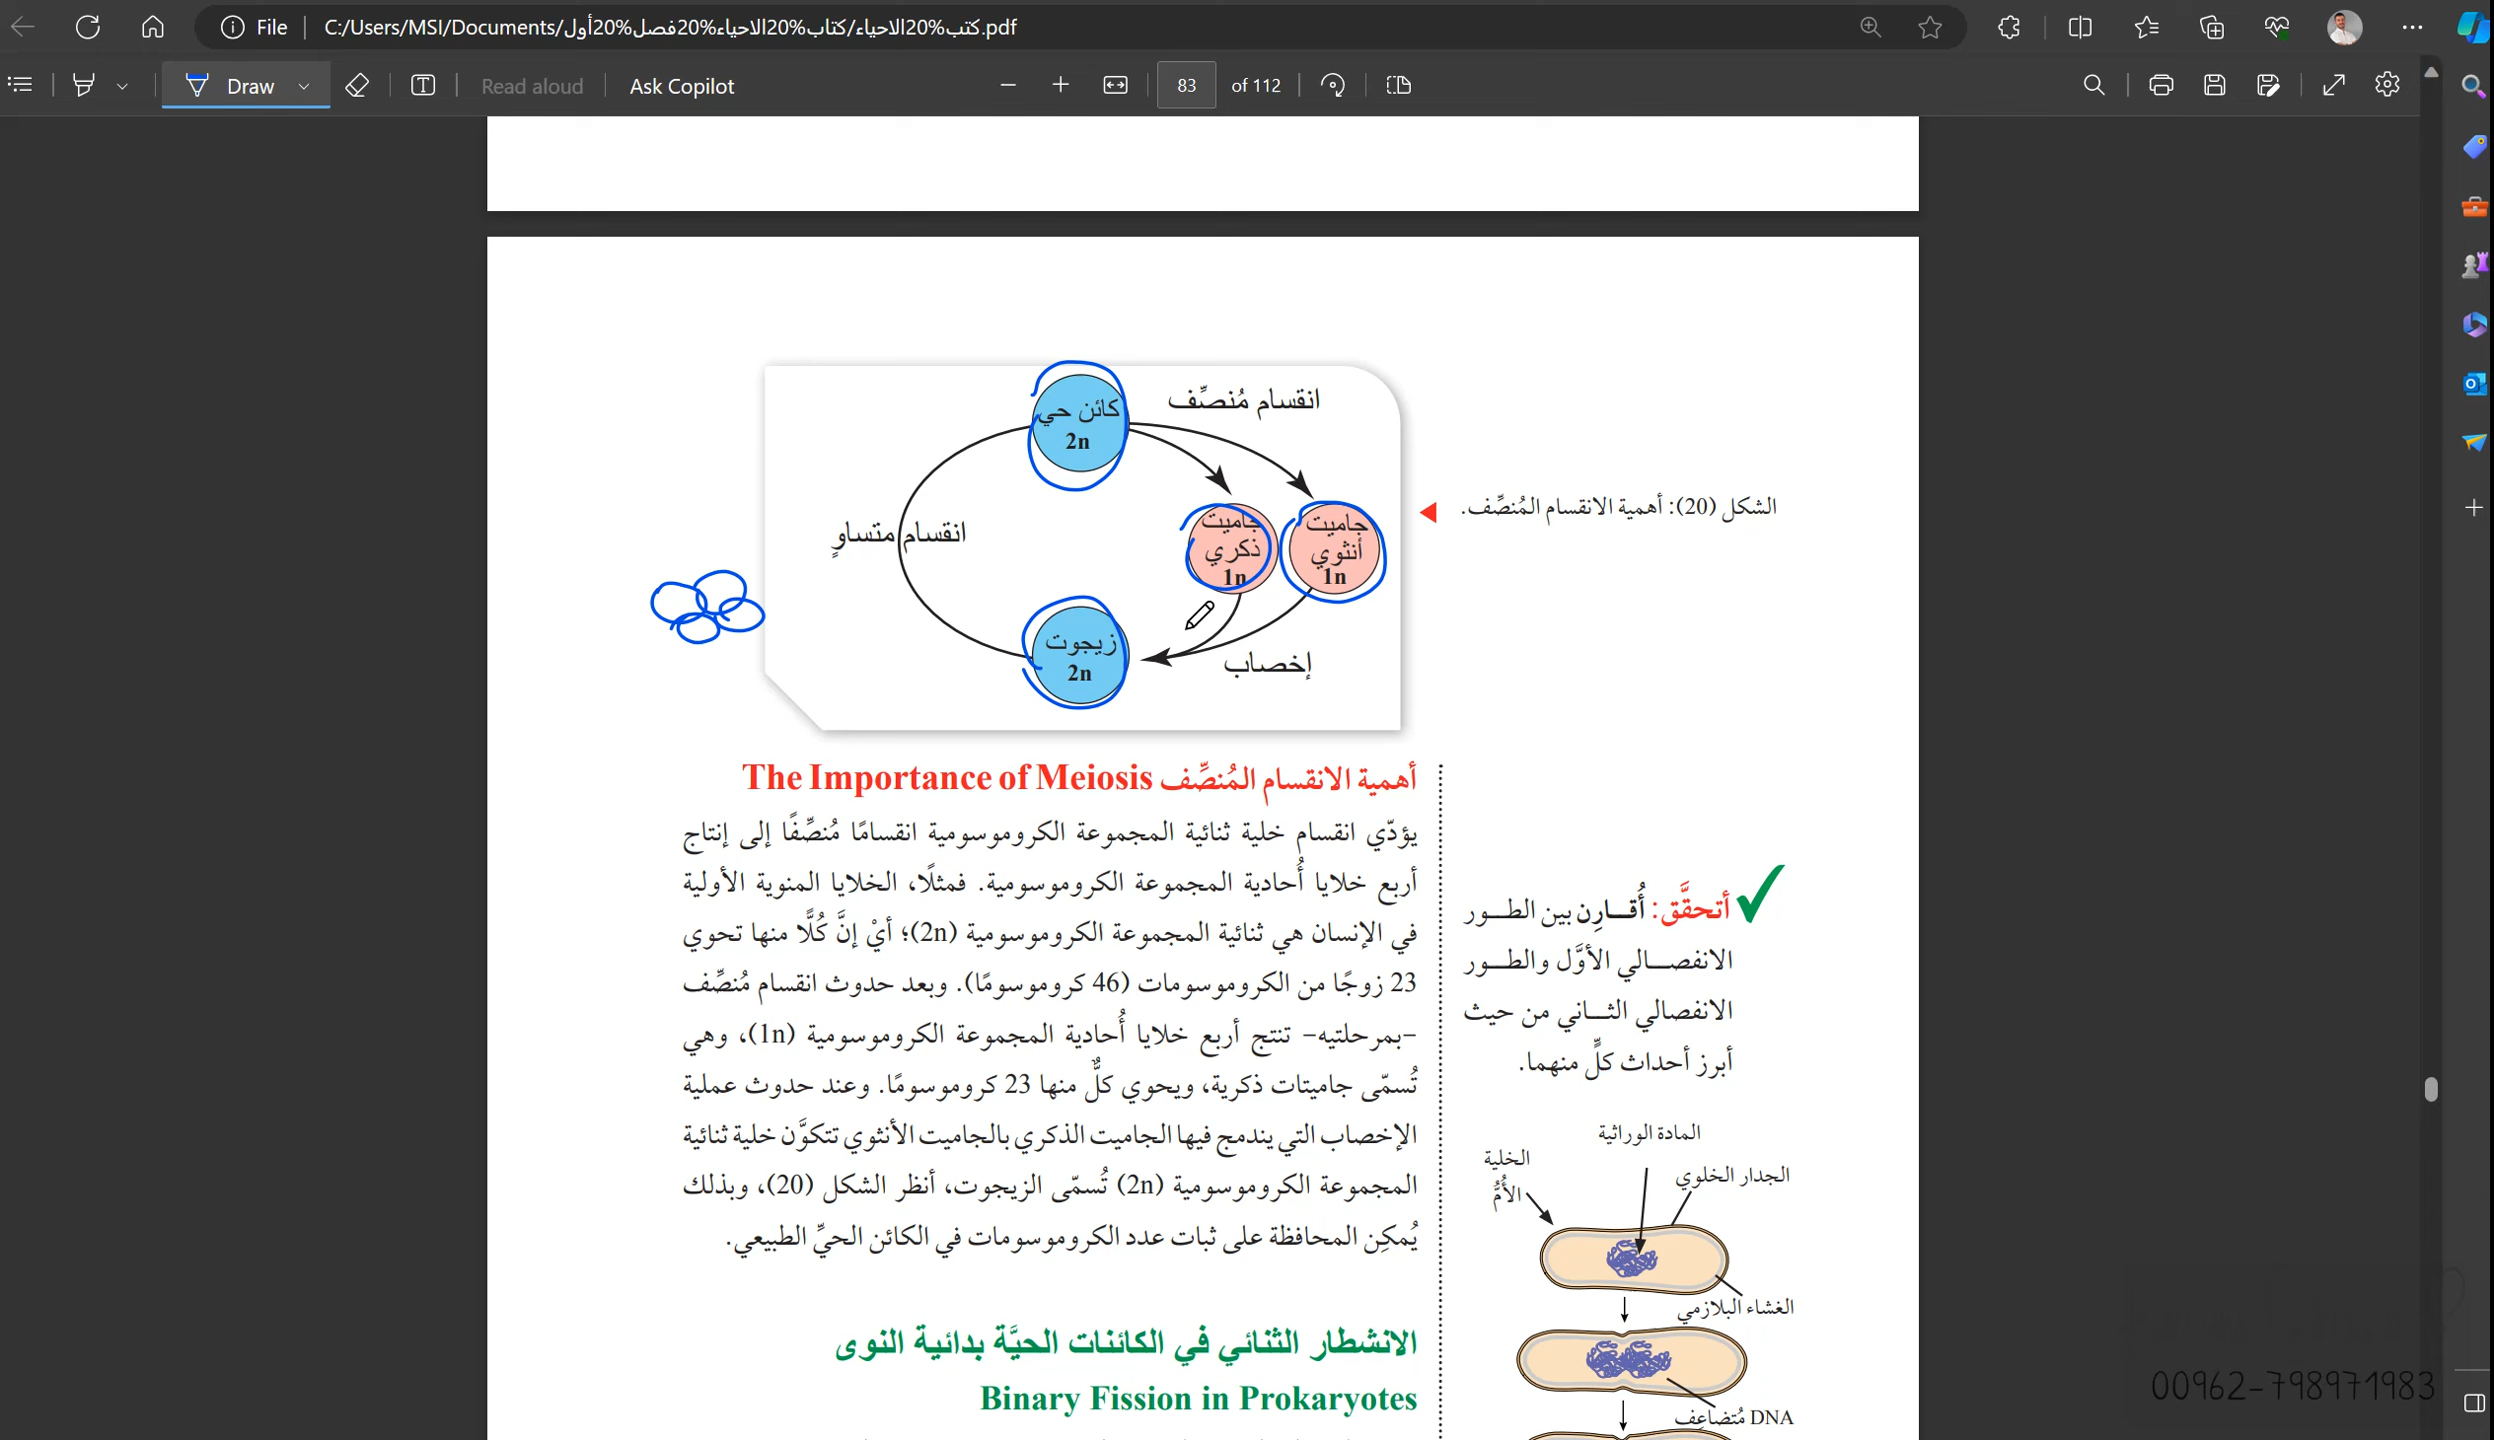 File
C:/Users/MSI/Documents/كتب%20الاحياء/كتاب%20الاحياء%20فصل%20أول.pdf
Draw
Read aloud
Ask Copilot
83 of 112
كائن حي
2n
انقسام مُنصِّف
جاميت ذكري
1n
جاميت أنثوي
1n
انقسام متساوٍ
زيجوت
2n
إخصاب
الشكل (20): أهمية الانقسام المُنصِّف.
أهمية الانقسام المُنصِّف The Importance of Meiosis
يؤدّي انقسام خلية ثنائية المجموعة الكروموسومية انقسامًا مُنصِّفًا إلى إنتاج
أربع خلايا أُحادية المجموعة الكروموسومية. فمثلًا، الخلايا المنوية الأولية
في الإنسان هي ثنائية المجموعة الكروموسومية (2n)؛ أيْ إنَّ كُلًّا منها تحوي
23 زوجًا من الكروموسومات (46 كروموسومًا). وبعد حدوث انقسام مُنصِّف
-بمرحلتيه- تنتج أربع خلايا أُحادية المجموعة الكروموسومية (1n)، وهي
تُسمّى جاميتات ذكرية، ويحوي كلٌّ منها 23 كروموسومًا. وعند حدوث عملية
الإخصاب التي يندمج فيها الجاميت الذكري بالجاميت الأنثوي تتكوَّن خلية ثنائية
المجموعة الكروموسومية (2n) تُسمّى الزيجوت، أنظر الشكل (20)، وبذلك
يُمكِن المحافظة على ثبات عدد الكروموسومات في الكائن الحيِّ الطبيعي.
أتحقَّق: أُقارِن بين الطور
الانفصالي الأوَّل والطور
الانفصالي الثاني من حيث
أبرز أحداث كلٍّ منهما.
المادة الوراثية
الخلية
الأُمُّ
الجدار الخلوي
الغشاء البلازمي
DNA مُتضاعِف
الانشطار الثنائي في الكائنات الحيَّة بدائية النوى
Binary Fission in Prokaryotes
00962-798971983